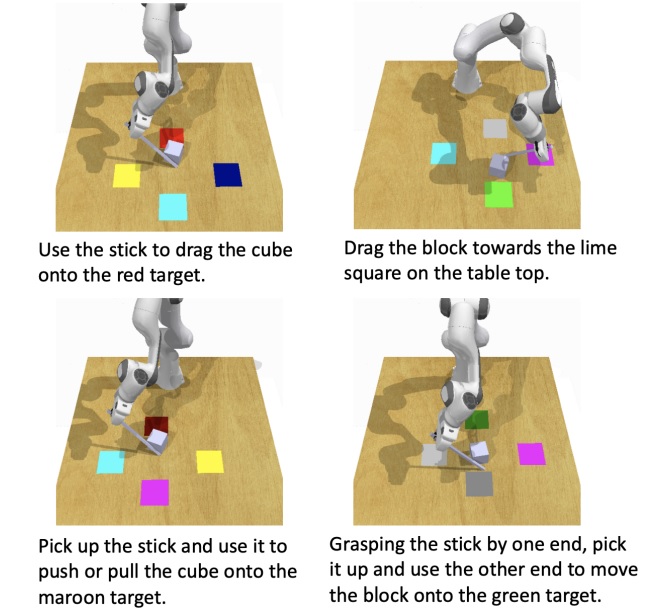 Use the stick to drag the cube
onto the red target.
Drag the block towards the lime
square on the table top.
Pick up the stick and use it to
push or pull the cube onto the
maroon target.
Grasping the stick by one end, pick
it up and use the other end to move
the block onto the green target.